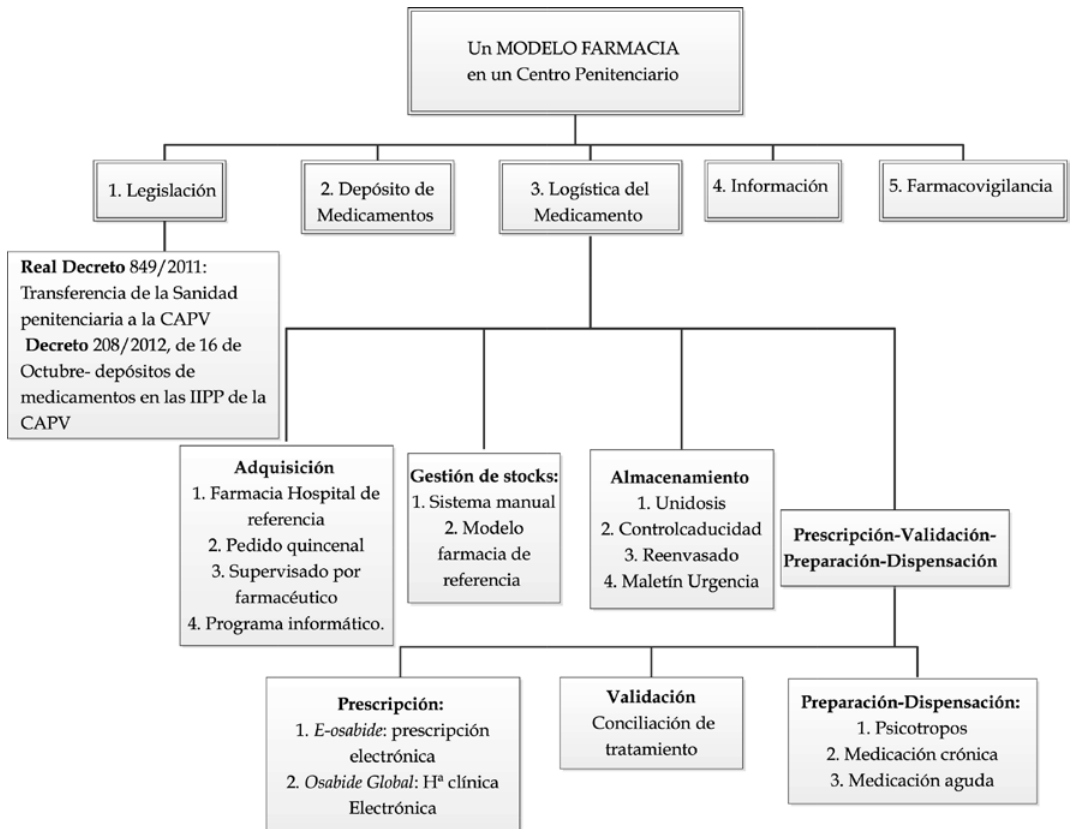 Un MODELO FARMACIA
en un Centro Penitenciario
1. Legislación
2. Depósito de
Medicamentos
3. Logística del
Medicamento
4. Información
5. Farmacovigilancia
Real Decreto 849/2011:
Transferencia de la Sanidad
penitenciaria a la CAPV
Decreto 208/2012, de 16 de
Octubre- depósitos de
medicamentos en las IIPP de la
CAPV
Adquisición
1. Farmacia Hospital de
referencia
2. Pedido quincenal
3. Supervisado por
farmacéutico
4. Programa informático.
Gestión de stocks:
1. Sistema manual
2. Modelo
farmacia de
referencia
Almacenamiento
1. Unidosis
2. Controlcaducidad
3. Reenvasado
4. Maletín Urgencia
Prescripción-Validación-
Preparación-Dispensación
Prescripción:
1. E-osabide: prescripción
electrónica
2. Osabide Global: Hª clínica
Electrónica
Validación
Conciliación de
tratamiento
Preparación-Dispensación:
1. Psicotropos
2. Medicación crónica
3. Medicación aguda